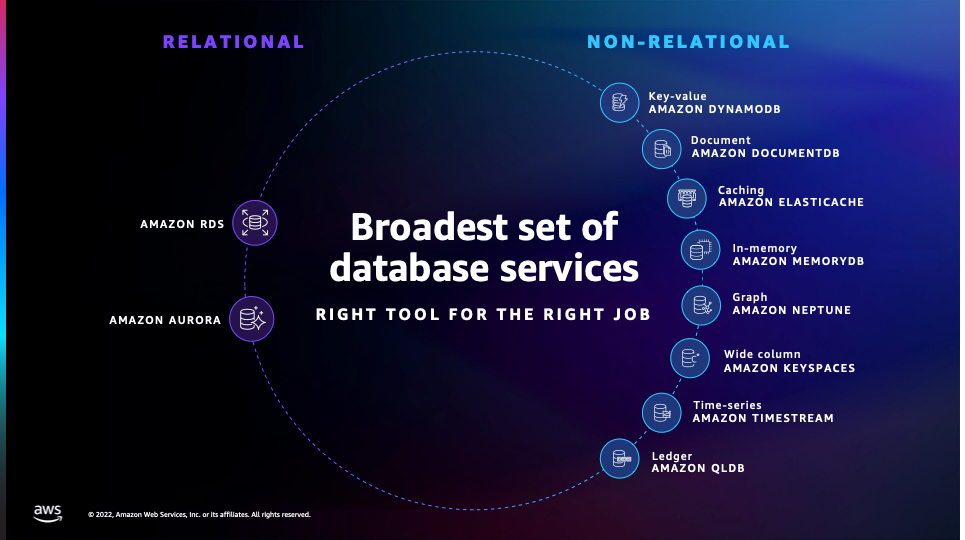 RELATIONAL
NON-RELATIONAL
Key-value
AMAZON DYNAMODB
Document
AMAZON DOCUMENTDB
Caching
AMAZON ELASTICACHE
In-memory
AMAZON MEMORYDB
Graph
AMAZON NEPTUNE
Wide column
AMAZON KEYSPACES
Time-series
AMAZON TIMESTREAM
Ledger
AMAZON QLDB
AMAZON RDS
AMAZON AURORA
Broadest set of
database services
RIGHT TOOL FOR THE RIGHT JOB
aws
© 2022, Amazon Web Services, Inc. or its affiliates. All rights reserved.